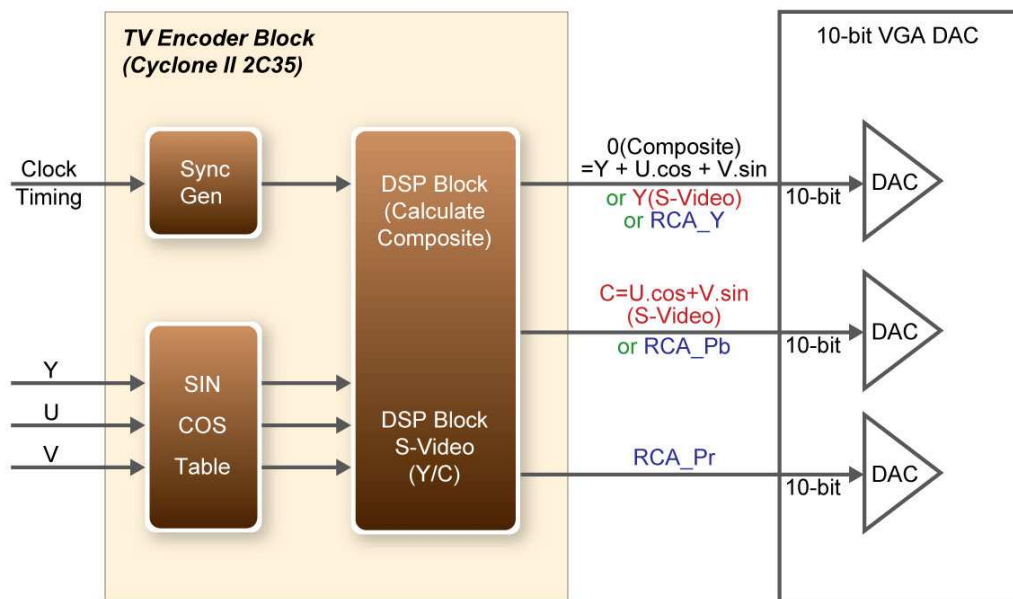 TV Encoder Block
(Cyclone II 2C35)
10-bit VGA DAC
Clock
Timing
Sync
Gen
DSP Block
(Calculate
Composite)
0(Composite)
=Y + U.cos + V.sin
or Y(S-Video)
or RCA_Y
10-bit
DAC
C=U.cos+V.sin
(S-Video)
or RCA_Pb
10-bit
DAC
Y
U
V
SIN
COS
Table
DSP Block
S-Video
(Y/C)
RCA_Pr
10-bit
DAC